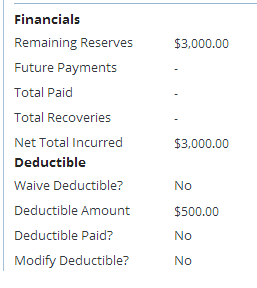 Financials
Remaining Reserves $3,000.00
Future Payments -
Total Paid -
Total Recoveries -
Net Total Incurred $3,000.00
Deductible
Waive Deductible? No
Deductible Amount $500.00
Deductible Paid? No
Modify Deductible? No